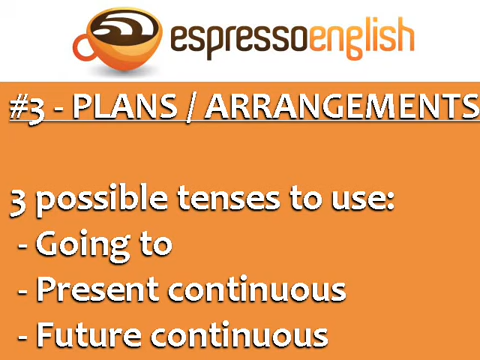 espressoenglish
#3 - PLANS / ARRANGEMENTS
3 possible tenses to use:
- Going to
- Present continuous
- Future continuous